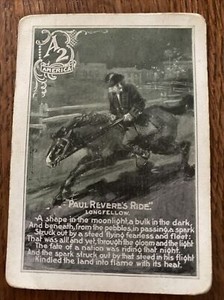 A2
AMERICA
"PAUL REVERE'S RIDE."
LONGFELLOW.
"A shape in the moonlight, a bulk in the dark,
And beneath, from the pebbles, in passing, a spark
Struck out by a steed flying fearless and fleet:
That was all! and yet, through the gloom and the light
The fate of a nation was riding that night.
And the spark struck out by that steed in his flight
Kindled the land into flame with its heat.